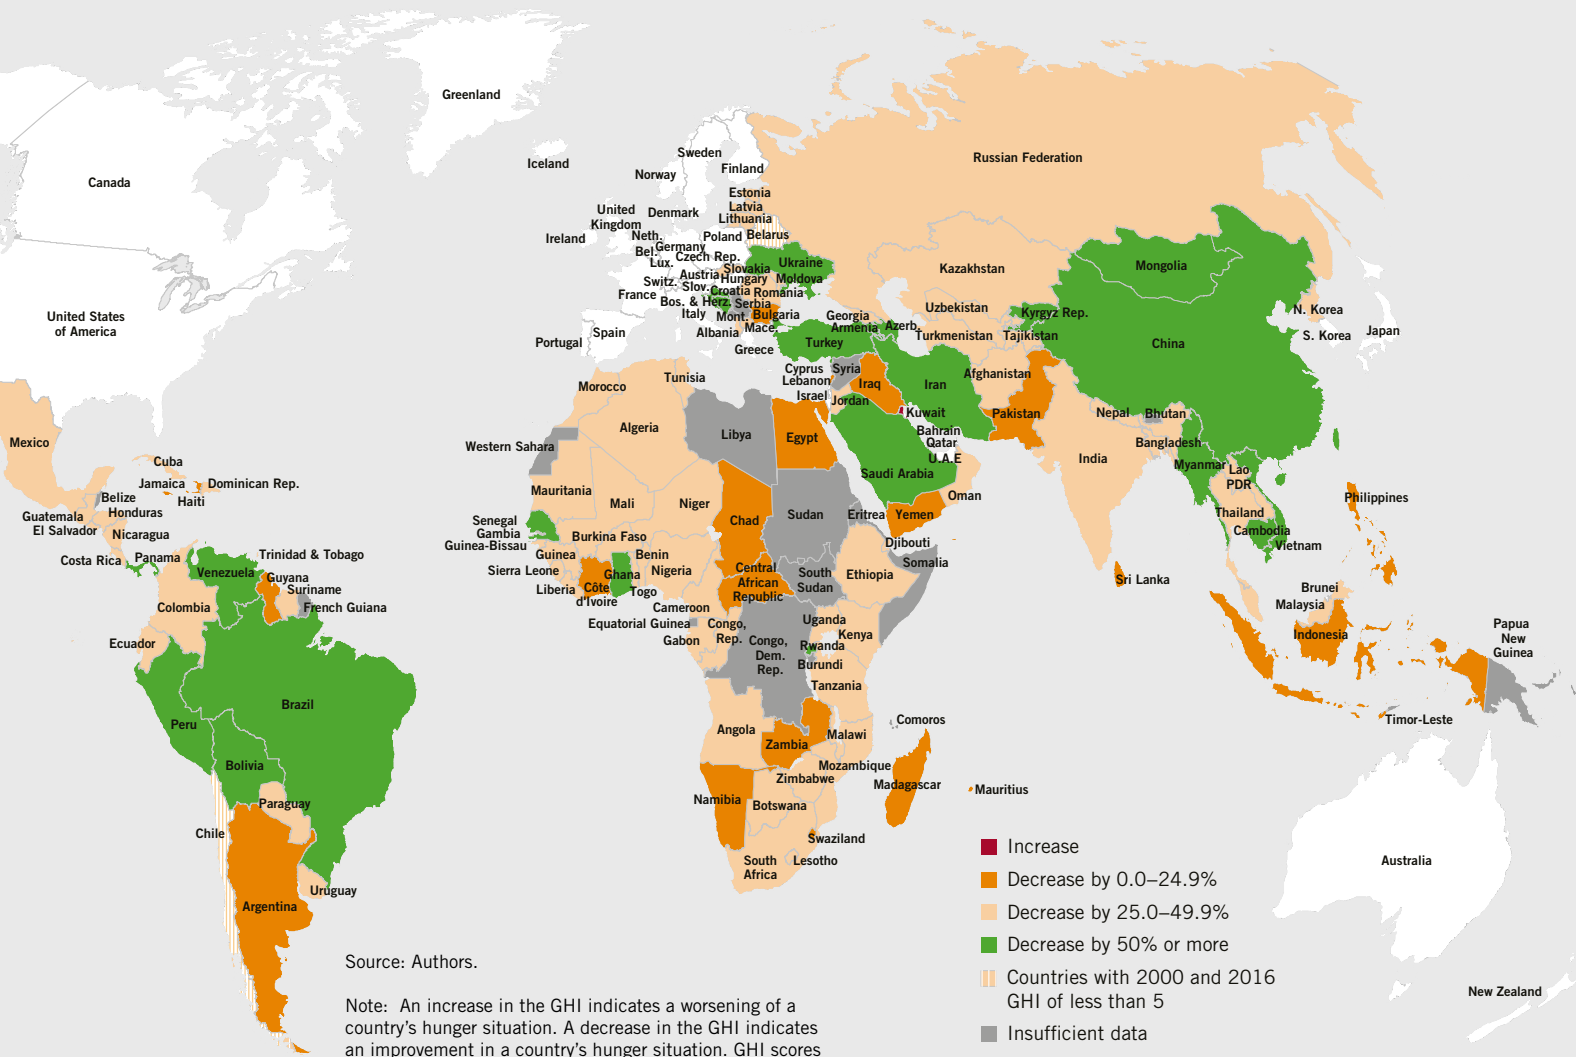 Greenland
Iceland
Canada
United States
of America
Sweden
Norway
Finland
Estonia
Latvia
Lithuania
United
Kingdom
Denmark
Ireland
Neth.
Poland
Belarus
Bel.
Germany
Lux.
Czech Rep.
Ukraine
Slovakia
Austria
Switz.
Hungary
Moldova
Slov.
France
Croatia
Romania
Bos. & Herz.
Serbia
Italy
Mont.
Bulgaria
Albania
Mace.
Portugal
Spain
Greece
Russian Federation
Kazakhstan
Mongolia
Uzbekistan
Kyrgyz Rep.
Georgia
Armenia
Azerb.
Turkmenistan
Tajikistan
Turkey
China
N. Korea
S. Korea
Japan
Cyprus
Syria
Lebanon
Iraq
Iran
Afghanistan
Israel
Jordan
Kuwait
Pakistan
Bahrain
Qatar
U.A.E
Saudi Arabia
Oman
Yemen
Nepal
Bhutan
Bangladesh
India
Myanmar
Lao
PDR
Thailand
Cambodia
Vietnam
Philippines
Sri Lanka
Brunei
Malaysia
Indonesia
Papua
New
Guinea
Timor-Leste
Mexico
Cuba
Jamaica
Dominican Rep.
Haiti
Belize
Honduras
Guatemala
El Salvador
Nicaragua
Costa Rica
Panama
Trinidad & Tobago
Venezuela
Guyana
Suriname
French Guiana
Colombia
Ecuador
Brazil
Peru
Bolivia
Paraguay
Chile
Uruguay
Argentina
Tunisia
Morocco
Algeria
Libya
Egypt
Western Sahara
Mauritania
Mali
Niger
Chad
Sudan
Eritrea
Senegal
Gambia
Guinea-Bissau
Burkina Faso
Guinea
Benin
Djibouti
Sierra Leone
Ghana
Nigeria
Central
African
Republic
South
Sudan
Ethiopia
Somalia
Liberia
Côte
d'Ivoire
Togo
Cameroon
Equatorial Guinea
Congo,
Rep.
Uganda
Kenya
Gabon
Congo,
Dem.
Rep.
Rwanda
Burundi
Tanzania
Comoros
Angola
Malawi
Zambia
Mozambique
Zimbabwe
Madagascar
Mauritius
Namibia
Botswana
Swaziland
South
Africa
Lesotho
Australia
New Zealand
Increase
Decrease by 0.0–24.9%
Decrease by 25.0–49.9%
Decrease by 50% or more
Countries with 2000 and 2016
GHI of less than 5
Insufficient data
Source: Authors.
Note: An increase in the GHI indicates a worsening of a
country's hunger situation. A decrease in the GHI indicates
an improvement in a country's hunger situation. GHI scores